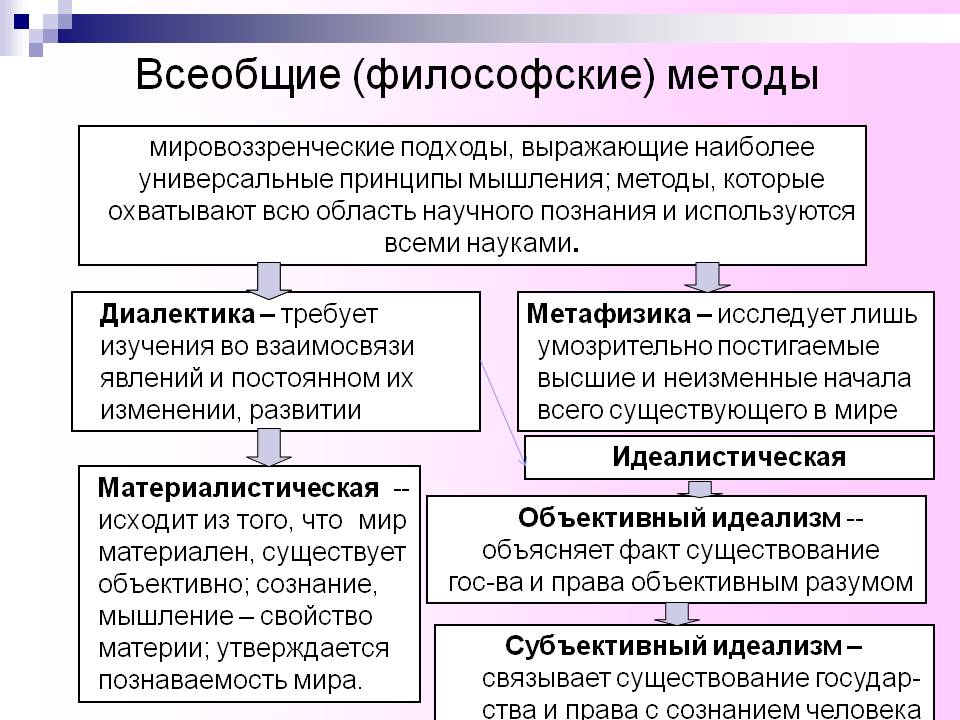 Всеобщие (философские) методы
мировоззренческие подходы, выражающие наиболее
универсальные принципы мышления; методы, которые
охватывают всю область научного познания и используются
всеми науками.
Диалектика – требует
изучения во взаимосвязи
явлений и постоянном их
изменении, развитии
Метафизика – исследует лишь
умозрительно постигаемые
высшие и неизменные начала
всего существующего в мире
Идеалистическая
Материалистическая --
исходит из того, что мир
материален, существует
объективно; сознание,
мышление – свойство
материи; утверждается
познаваемость мира.
Объективный идеализм --
объясняет факт существование
гос-ва и права объективным разумом
Субъективный идеализм –
связывает существование государ-
ства и права с сознанием человека